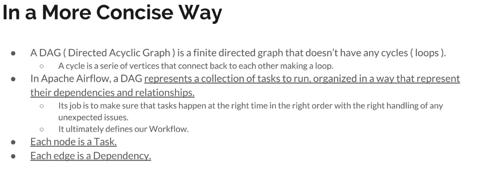 In a More Concise Way
● A DAG ( Directed Acyclic Graph ) is a finite directed graph that doesn't have any cycles ( loops ).
○ A cycle is a serie of vertices that connect back to each other making a loop.
● In Apache Airflow, a DAG represents a collection of tasks to run, organized in a way that represent
their dependencies and relationships.
○ Its job is to make sure that tasks happen at the right time in the right order with the right handling of any
unexpected issues.
○ It ultimately defines our Workflow.
● Each node is a Task.
● Each edge is a Dependency.